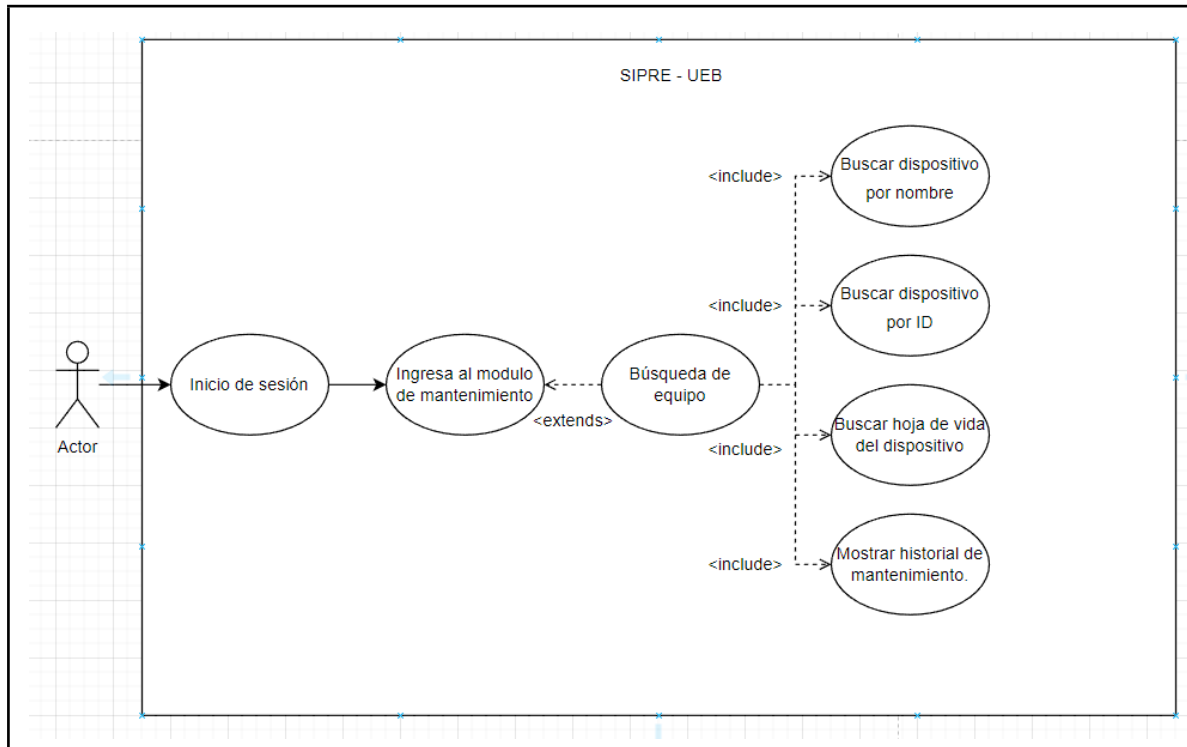 SIPRE - UEB
Buscar dispositivo
por nombre
<include>
Buscar dispositivo
por ID
<include>
Actor
Inicio de sesión
Ingresa al modulo
de mantenimiento
<extends>
Búsqueda de
equipo
Buscar hoja de vida
del dispositivo
<include>
Mostrar historial de
mantenimiento.
<include>